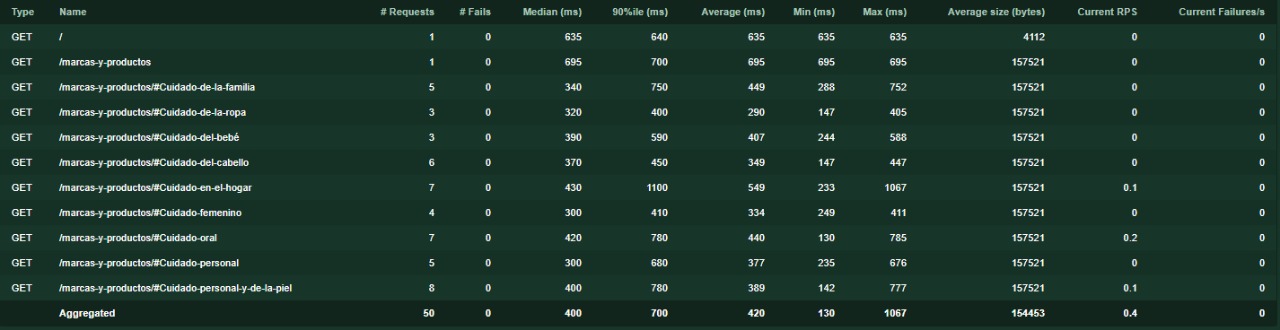 Type Name # Requests # Fails Median (ms) 90%ile (ms) Average (ms) Min (ms) Max (ms) Average size (bytes) Current RPS Current Failures/s
GET / 1 0 635 640 635 635 635 4112 0 0
GET /marcas-y-productos 1 0 695 700 695 695 695 157521 0 0
GET /marcas-y-productos/#Cuidado-de-la-familia 5 0 340 750 449 288 752 157521 0 0
GET /marcas-y-productos/#Cuidado-de-la-ropa 3 0 320 400 290 147 405 157521 0 0
GET /marcas-y-productos/#Cuidado-del-bebé 3 0 390 590 407 244 588 157521 0 0
GET /marcas-y-productos/#Cuidado-del-cabello 6 0 370 450 349 147 447 157521 0 0
GET /marcas-y-productos/#Cuidado-en-el-hogar 7 0 430 1100 549 233 1067 157521 0.1 0
GET /marcas-y-productos/#Cuidado-femenino 4 0 300 410 334 249 411 157521 0 0
GET /marcas-y-productos/#Cuidado-oral 7 0 420 780 440 130 785 157521 0.2 0
GET /marcas-y-productos/#Cuidado-personal 5 0 300 680 377 235 676 157521 0 0
GET /marcas-y-productos/#Cuidado-personal-y-de-la-piel 8 0 400 780 389 142 777 157521 0.1 0
Aggregated 50 0 400 700 420 130 1067 154453 0.4 0